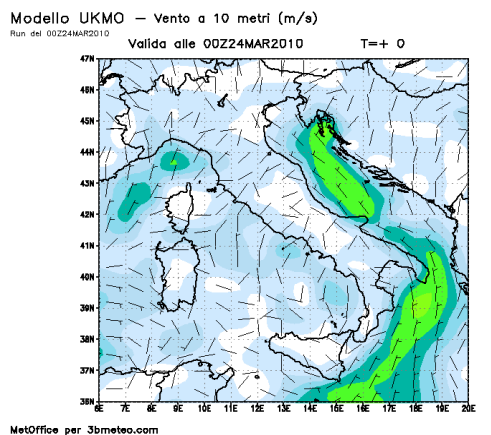 Modello UKMO – Vento a 10 metri (m/s)
Run del 00Z24MAR2010
Valida alle 00Z24MAR2010 T=+ 0
47N
46N
45N
44N
43N
42N
41N
40N
39N
38N
37N
36N
6E 7E 8E 9E 10E 11E 12E 13E 14E 15E 16E 17E 18E 19E 20E
MetOffice per 3bmeteo.com